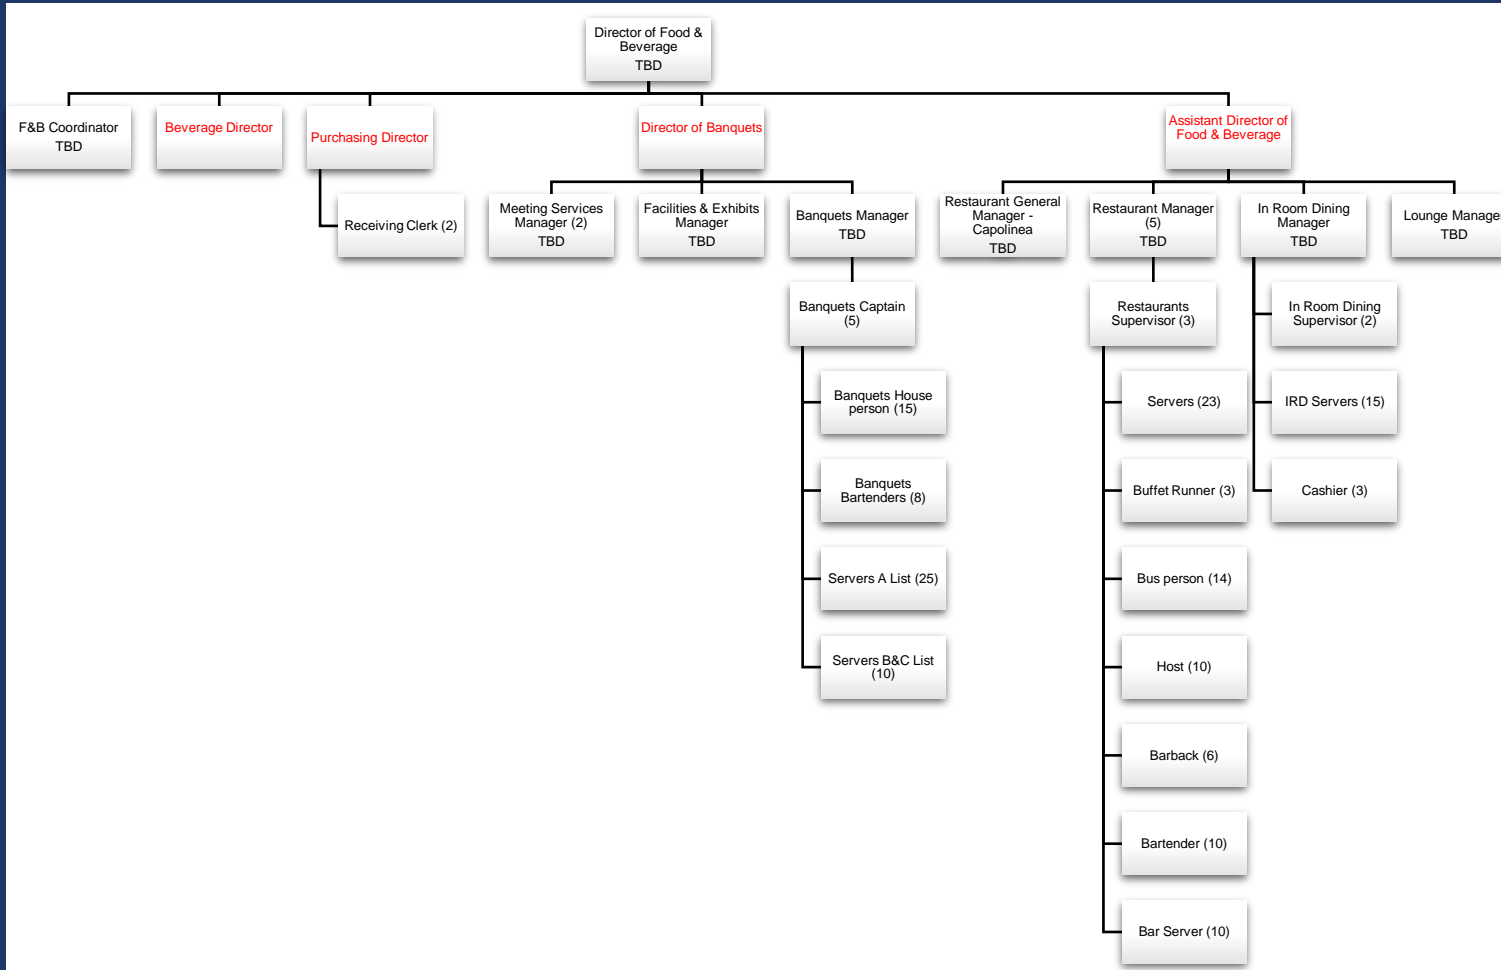 Director of Food &
Beverage
TBD
F&B Coordinator
TBD
Beverage Director
Purchasing Director
Director of Banquets
Assistant Director of
Food & Beverage
Receiving Clerk (2)
Meeting Services
Manager (2)
TBD
Facilities & Exhibits
Manager
TBD
Banquets Manager
TBD
Restaurant General
Manager -
Capolinea
TBD
Restaurant Manager
(5)
TBD
In Room Dining
Manager
TBD
Lounge Manager
TBD
Banquets Captain
(5)
Restaurants
Supervisor (3)
In Room Dining
Supervisor (2)
Banquets House
person (15)
Servers (23)
IRD Servers (15)
Banquets
Bartenders (8)
Buffet Runner (3)
Cashier (3)
Servers A List (25)
Bus person (14)
Servers B&C List
(10)
Host (10)
Barback (6)
Bartender (10)
Bar Server (10)